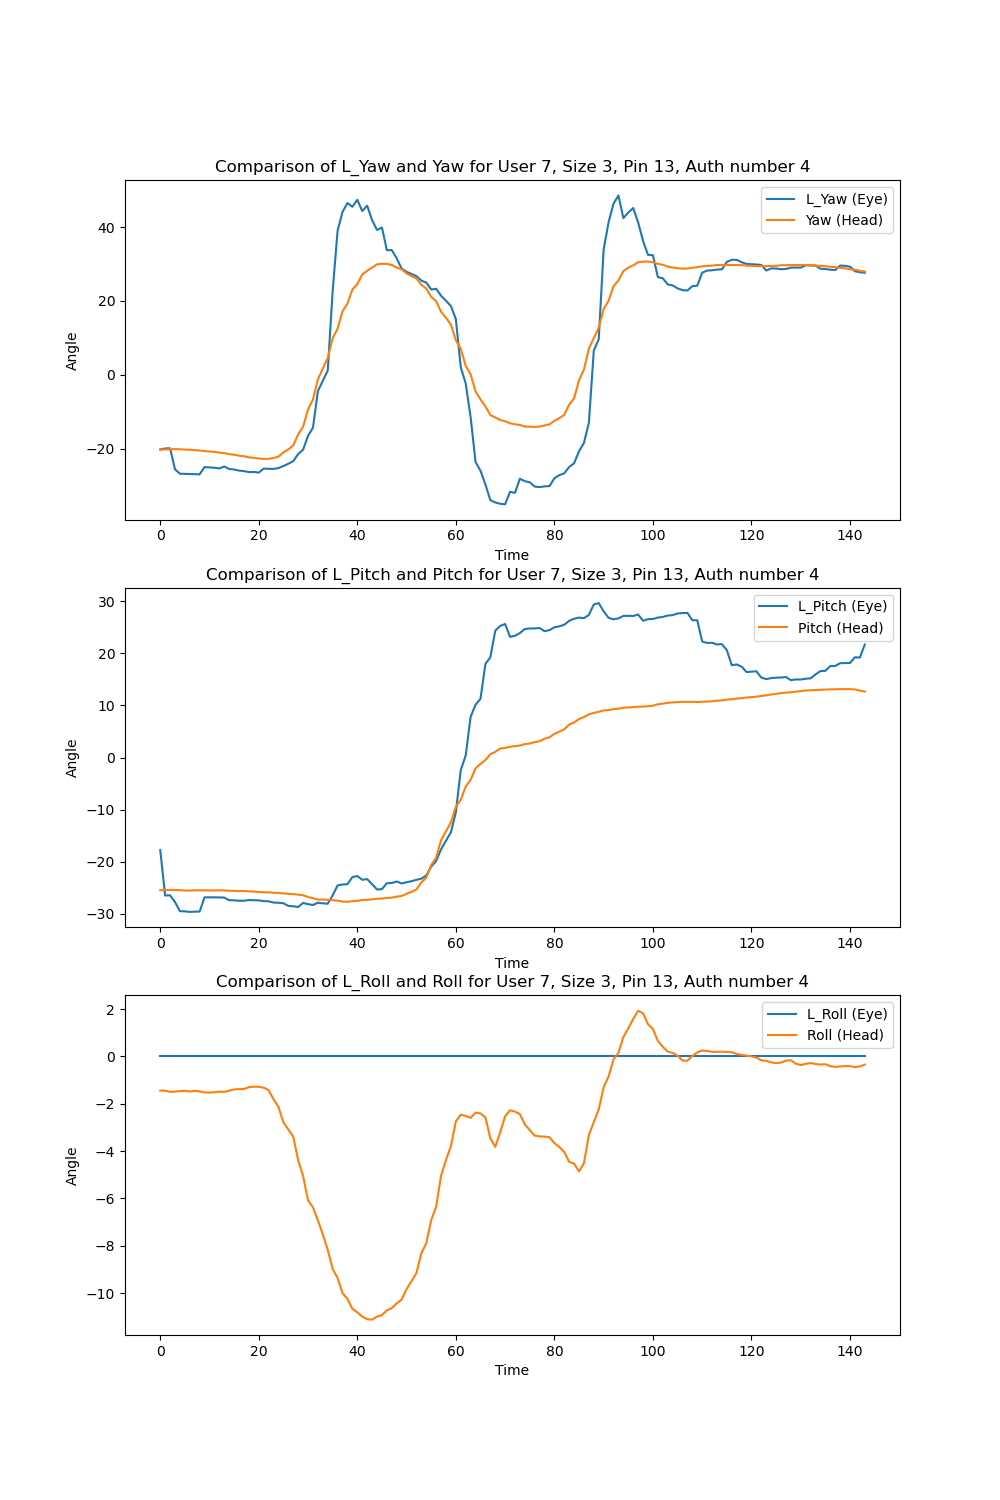 Comparison of L_Yaw and Yaw for User 7, Size 3, Pin 13, Auth number 4
L_Yaw (Eye)
Yaw (Head)
40
20
0
−20
Angle
0 20 40 60 80 100 120 140
Time
Comparison of L_Pitch and Pitch for User 7, Size 3, Pin 13, Auth number 4
L_Pitch (Eye)
Pitch (Head)
30
20
10
0
−10
−20
−30
Angle
0 20 40 60 80 100 120 140
Time
Comparison of L_Roll and Roll for User 7, Size 3, Pin 13, Auth number 4
L_Roll (Eye)
Roll (Head)
2
0
−2
−4
−6
−8
−10
Angle
0 20 40 60 80 100 120 140
Time